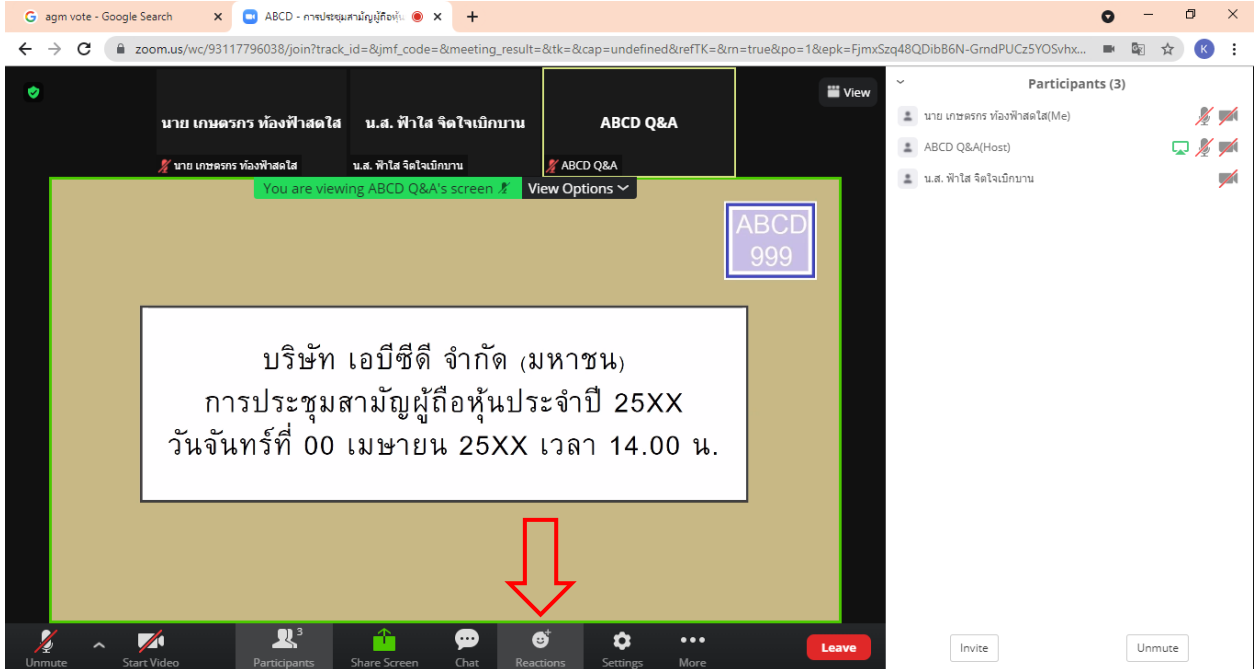 agm vote - Google Search
ABCD - การประชุมสามัญผู้ถือหุ้น
zoom.us/wc/93117796038/join?track_id=&jmf_code=&meeting_result=&tk=&cap=undefined&refTK=&rn=true&po=1&epk=FjmxSzq48QDibB6N-GrndPUCz5YOSvhx...
K
นาย เกษตรกร ท้องฟ้าสดใส
น.ส. ฟ้าใส จิตใจเบิกบาน
ABCD Q&A
View
นาย เกษตรกร ท้องฟ้าสดใส
น.ส. ฟ้าใส จิตใจเบิกบาน
ABCD Q&A
You are viewing ABCD Q&A's screen
View Options
ABCD
999
บริษัท เอบีซีดี จำกัด (มหาชน)
การประชุมสามัญผู้ถือหุ้นประจำปี 25XX
วันจันทร์ที่ 00 เมษายน 25XX เวลา 14.00 น.
Unmute
Start Video
3
Participants
Share Screen
Chat
Reactions
Settings
More
Leave
Participants (3)
นาย เกษตรกร ท้องฟ้าสดใส(Me)
ABCD Q&A(Host)
น.ส. ฟ้าใส จิตใจเบิกบาน
Invite
Unmute